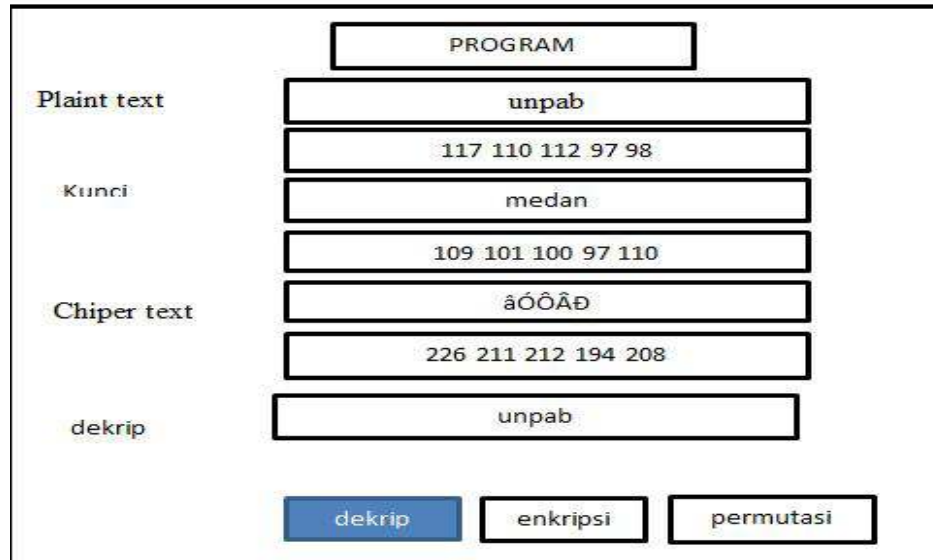 PROGRAM
Plaint text
unpab
117 110 112 97 98
Kunci
medan
109 101 100 97 110
Chiper text
âÓÔÂÐ
226 211 212 194 208
dekrip
unpab
dekrip enkripsi permutasi